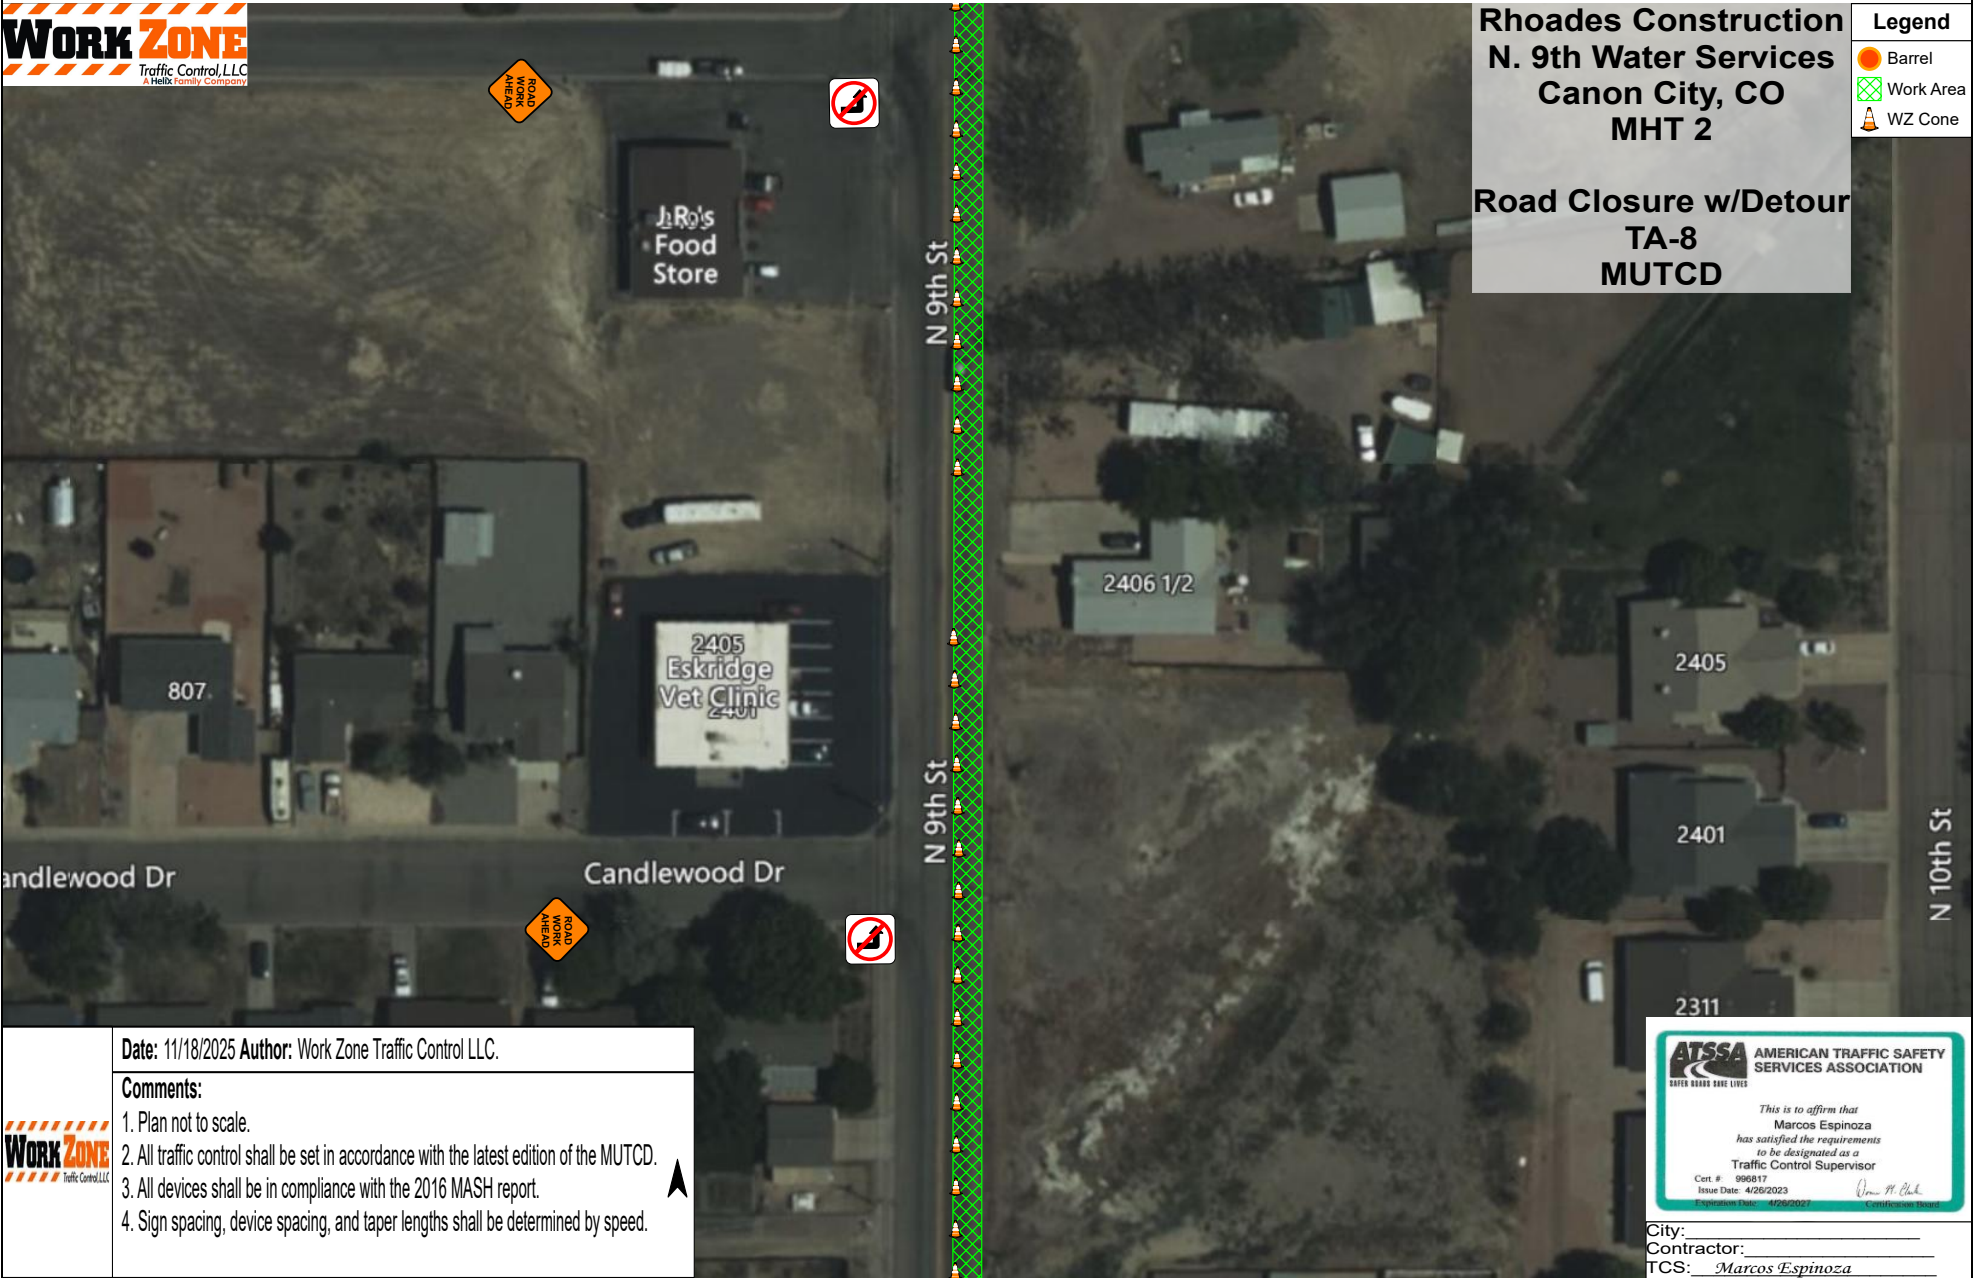 WORK ZONE
Traffic Control, LLC
A Helix Family Company
ROAD
WORK
AHEAD
Rhoades Construction
N. 9th Water Services
Canon City, CO
MHT 2
Road Closure w/Detour
TA-8
MUTCD
Legend
Barrel
Work Area
WZ Cone
J.R.'s
Food
Store
N 9th St
2406 1/2
2405
Eskridge
Vet Clinic
2401
807
2405
2401
2311
N 9th St
N 10th St
andlewood Dr
Candlewood Dr
ROAD
WORK
AHEAD
Date: 11/18/2025 Author: Work Zone Traffic Control LLC.
Comments:
1. Plan not to scale.
2. All traffic control shall be set in accordance with the latest edition of the MUTCD.
3. All devices shall be in compliance with the 2016 MASH report.
4. Sign spacing, device spacing, and taper lengths shall be determined by speed.
WORK ZONE
Traffic Control, LLC
ATSSA
SAFER ROADS SAVE LIVES
AMERICAN TRAFFIC SAFETY
SERVICES ASSOCIATION
This is to affirm that
Marcos Espinoza
has satisfied the requirements
to be designated as a
Traffic Control Supervisor
Cert. #: 996817
Issue Date: 4/26/2023
Expiration Date: 4/26/2027
Certification Board
City:
Contractor:
TCS: Marcos Espinoza